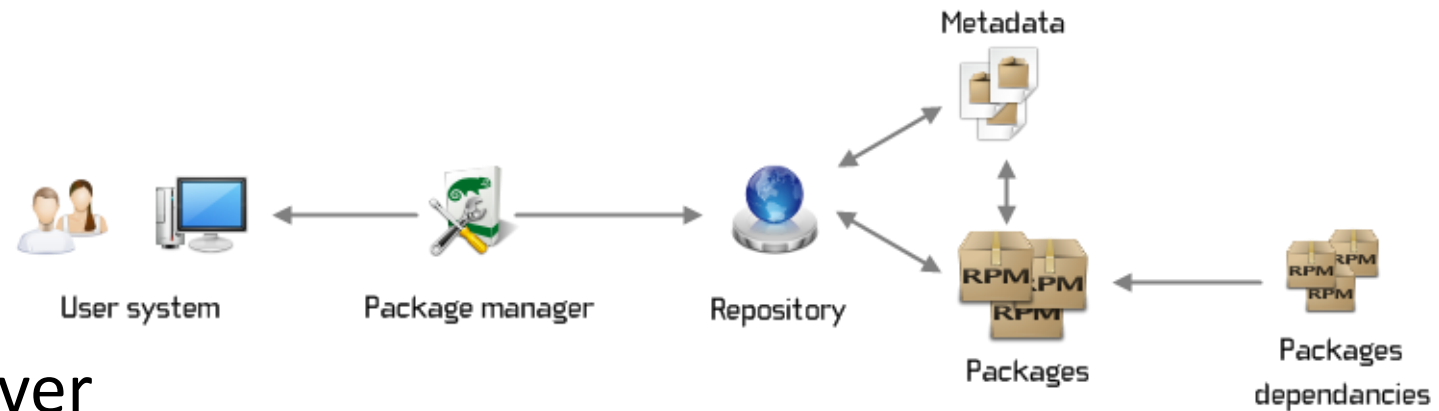 Metadata
RPM
RPM
RPM
RPM
RPM
RPM
User system
Package manager
Repository
Packages
Packages
dependancies
ver